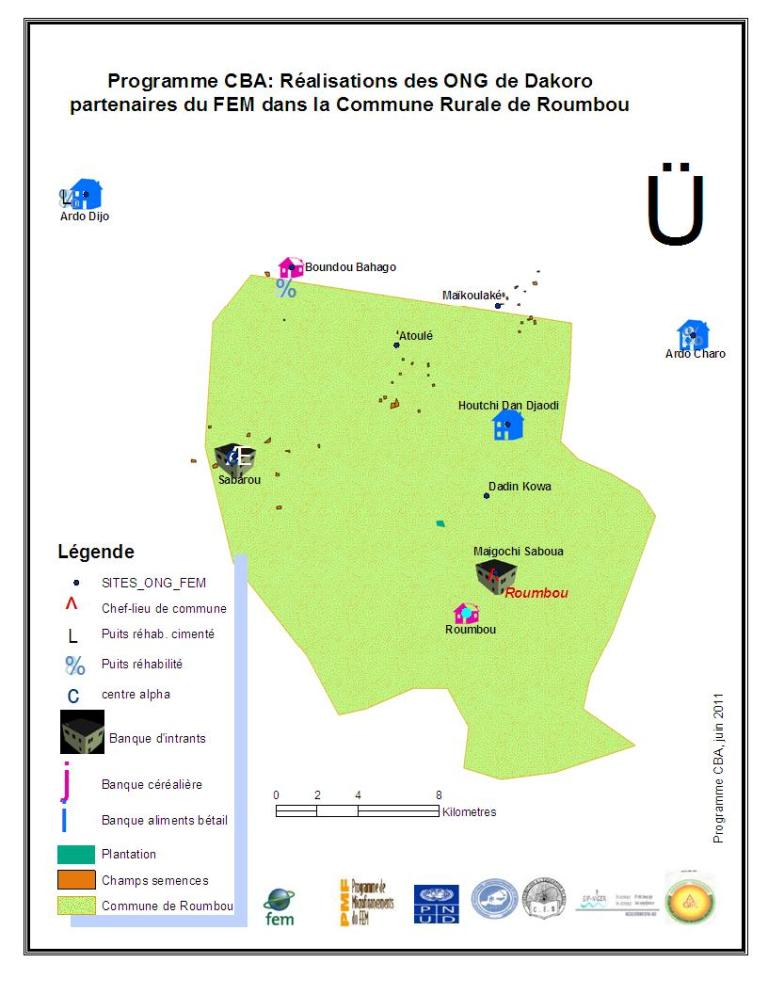 Programme CBA: Réalisations des ONG de Dakoro
partenaires du FEM dans la Commune Rurale de Roumbou
Ü
L %
Ardo Dijo
Boundou Bahago
%
Maïkoulaké
Atoulé
%
Ardo Charo
Houtchi Dan Djaodi
Æ
Sabarou
Dadin Kowa
Maigochi Saboua
Roumbou
Roumbou
Légende
SITES_ONG_FEM
Chef-lieu de commune
L Puits réhab. cimenté
% Puits réhabilité
C centre alpha
Banque d'intrants
j Banque céréalière
i Banque aliments bétail
Plantation
Champs semences
Commune de Roumbou
0 2 4 8
Kilometres
Programme CBA, juin 2011
fem
PMF Programme de
Microfinancements
du FEM
PNUD
C.E.N